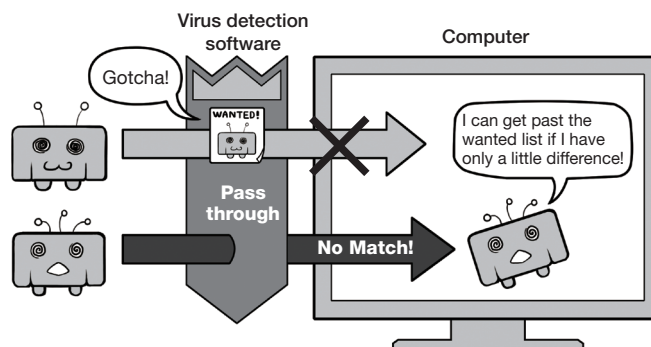 Virus detection
software
Computer
Gotcha!
WANTED!
I can get past the
wanted list if I have
only a little difference!
Pass
through
No Match!